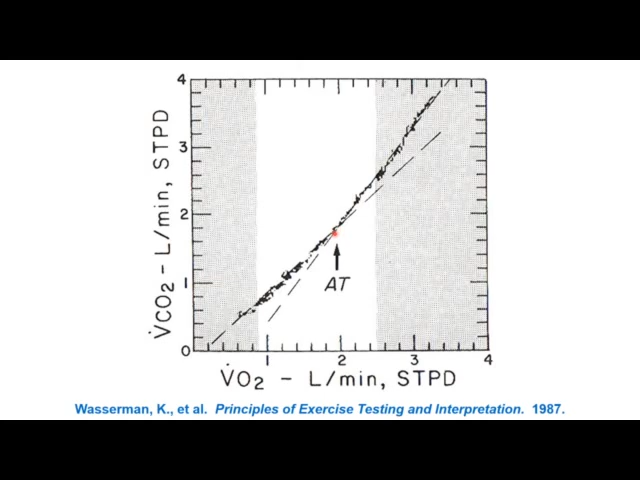 4
3
2
1
0
V̇CO2 - L/min, STPD
AT
1
2
3
4
V̇O2 - L/min, STPD
Wasserman, K., et al. Principles of Exercise Testing and Interpretation. 1987.